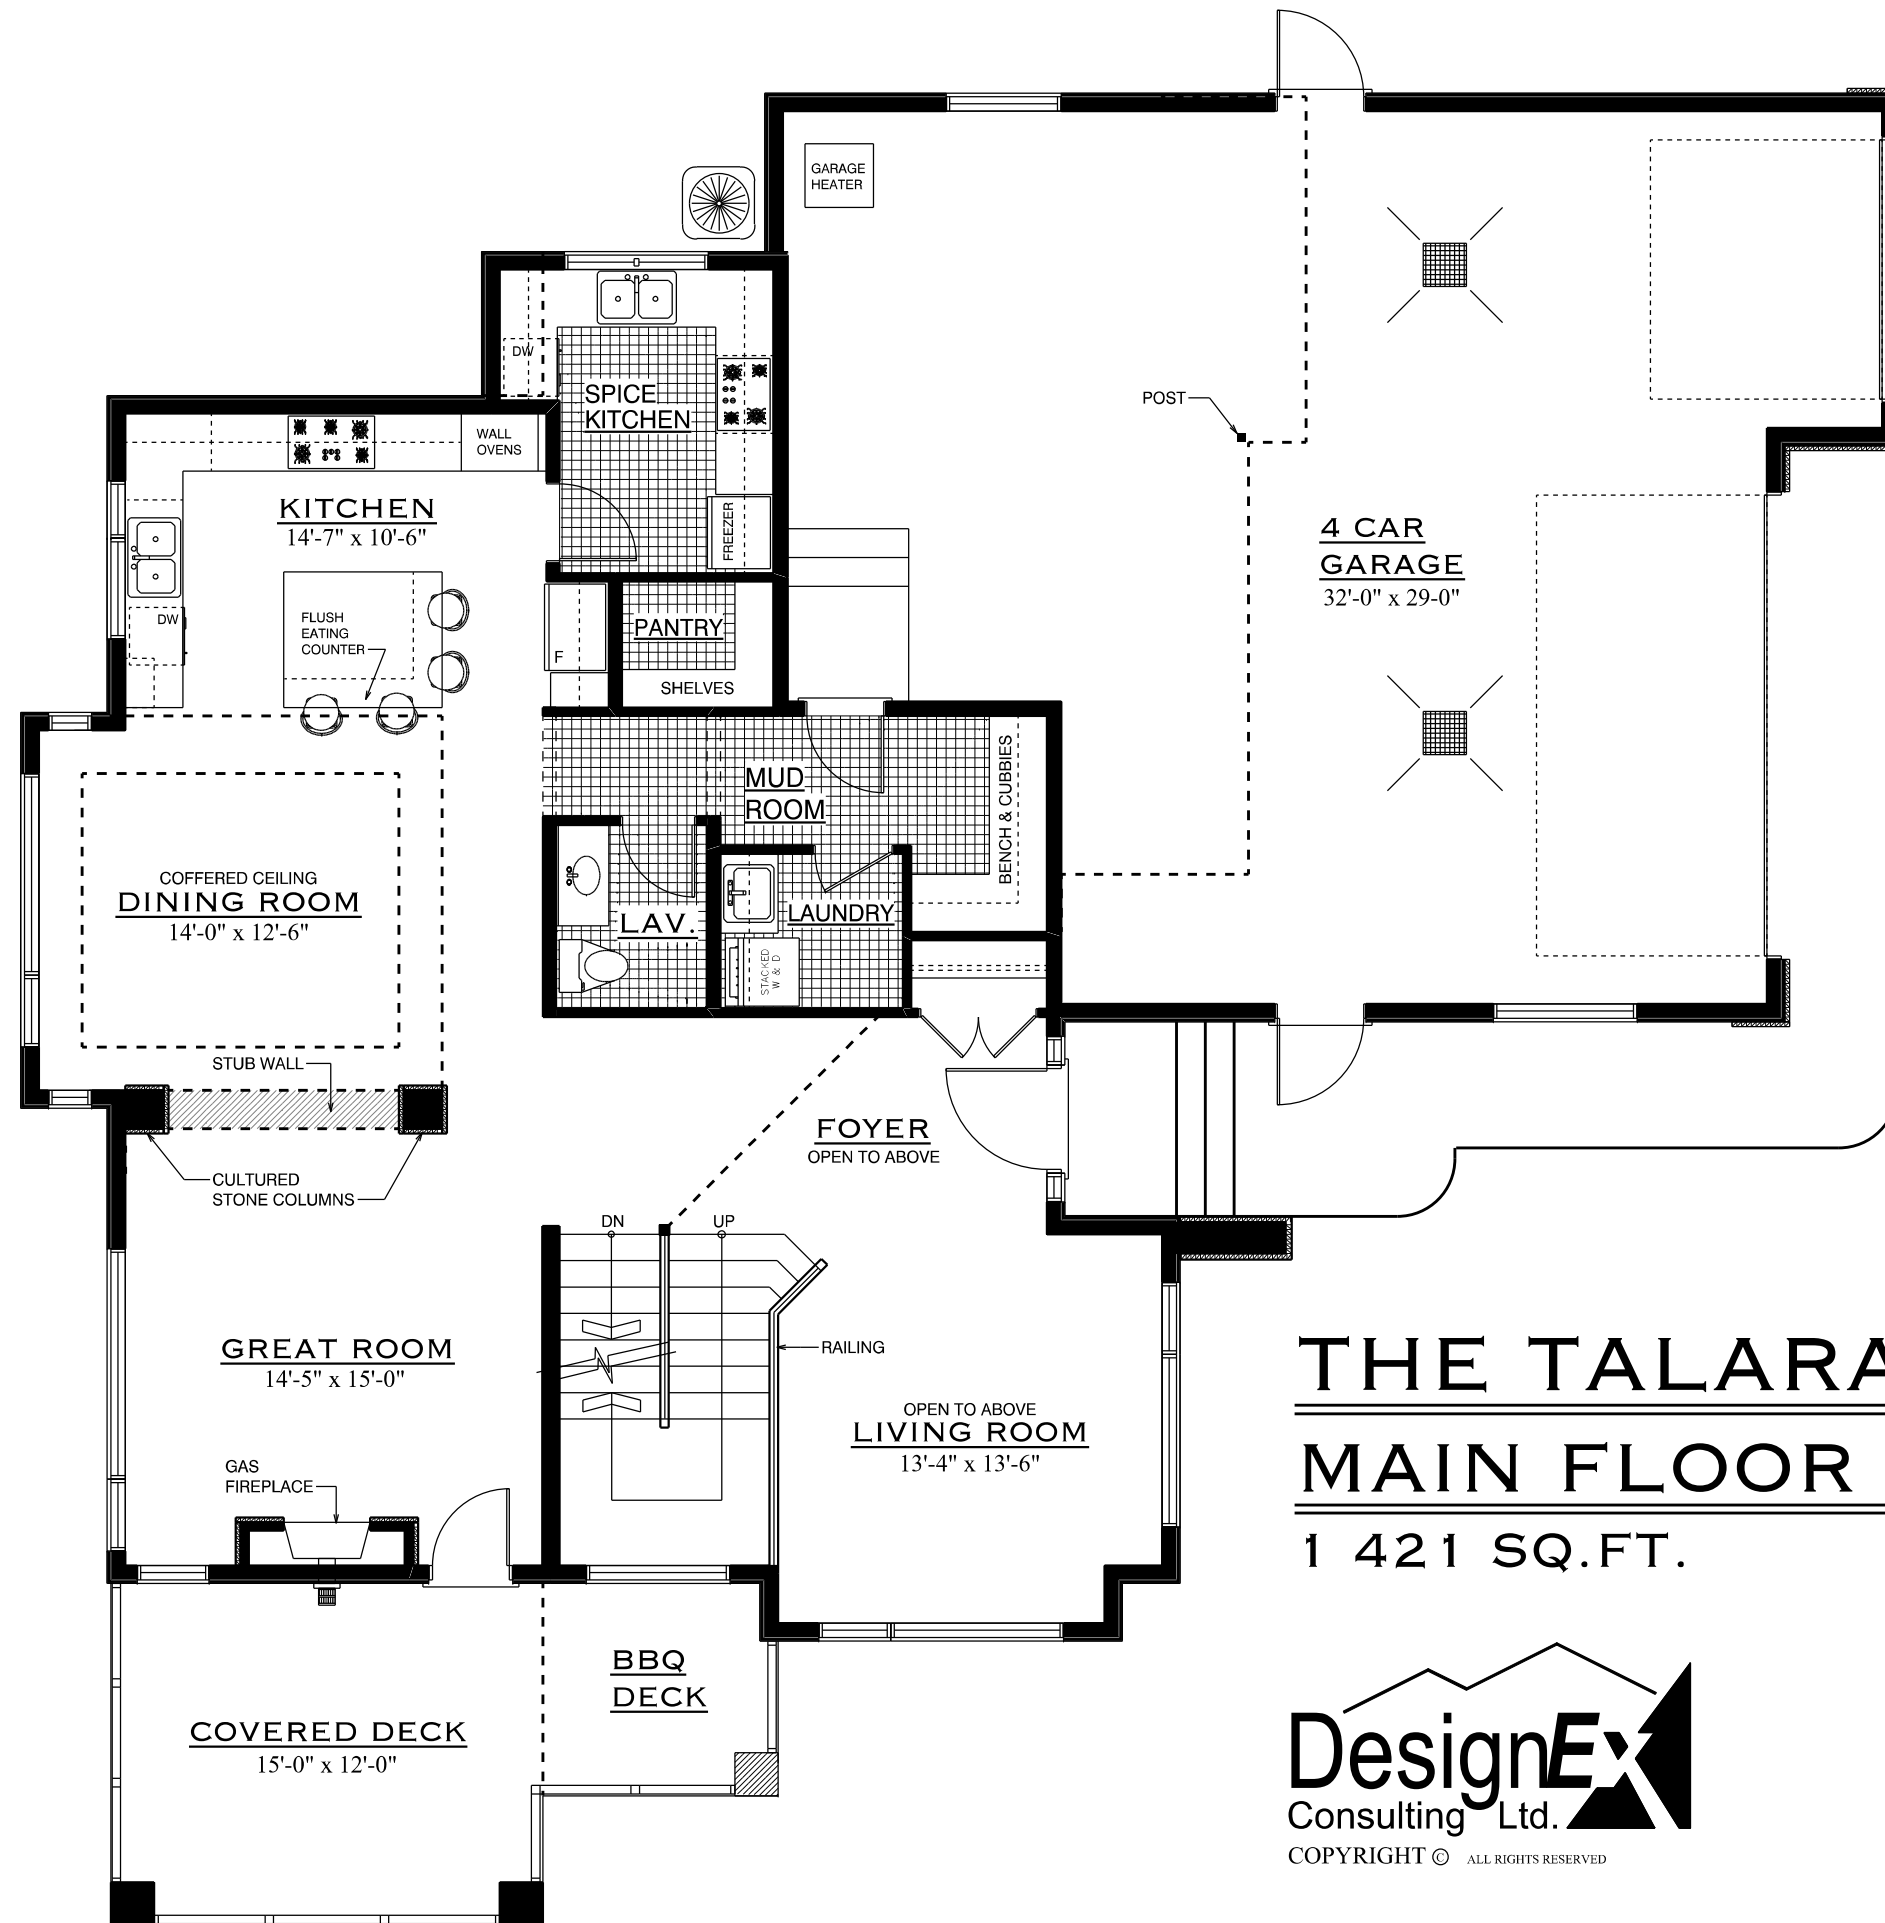 GARAGE
HEATER
DW
SPICE
KITCHEN
POST
WALL
OVENS
KITCHEN
14'-7" x 10'-6"
FREEZER
4 CAR
GARAGE
32'-0" x 29-0"
DW
FLUSH
EATING
COUNTER
F
PANTRY
SHELVES
MUD
ROOM
BENCH & CUBBIES
COFFERED CEILING
DINING ROOM
14'-0" x 12'-6"
LAV.
LAUNDRY
STACKED
W & D
STUB WALL
FOYER
OPEN TO ABOVE
CULTURED
STONE COLUMNS
DN
UP
GREAT ROOM
14'-5" x 15'-0"
RAILING
OPEN TO ABOVE
LIVING ROOM
13'-4" x 13'-6"
GAS
FIREPLACE
THE TALARA
MAIN FLOOR
1 421 SQ.FT.
BBQ
DECK
COVERED DECK
15'-0" x 12'-0"
DesignEx
Consulting Ltd.
COPYRIGHT © ALL RIGHTS RESERVED